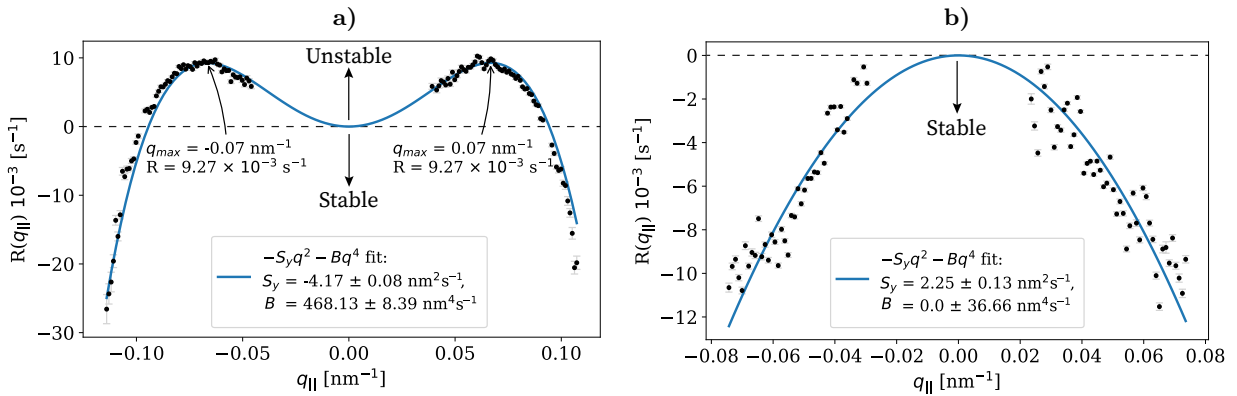 a)
10
0
−10
−20
−30
R(q||) 10⁻³ [s⁻¹]
Unstable
q_max = -0.07 nm⁻¹
R = 9.27 × 10⁻³ s⁻¹
q_max = 0.07 nm⁻¹
R = 9.27 × 10⁻³ s⁻¹
Stable
−S_yq² − Bq⁴ fit:
S_y = -4.17 ± 0.08 nm²s⁻¹,
B = 468.13 ± 8.39 nm⁴s⁻¹
−0.10 −0.05 0.00 0.05 0.10
q|| [nm⁻¹]
b)
0
−2
−4
−6
−8
−10
−12
R(q||) 10⁻³ [s⁻¹]
Stable
−S_yq² − Bq⁴ fit:
S_y = 2.25 ± 0.13 nm²s⁻¹,
B = 0.0 ± 36.66 nm⁴s⁻¹
−0.08 −0.06 −0.04 −0.02 0.00 0.02 0.04 0.06 0.08
q|| [nm⁻¹]